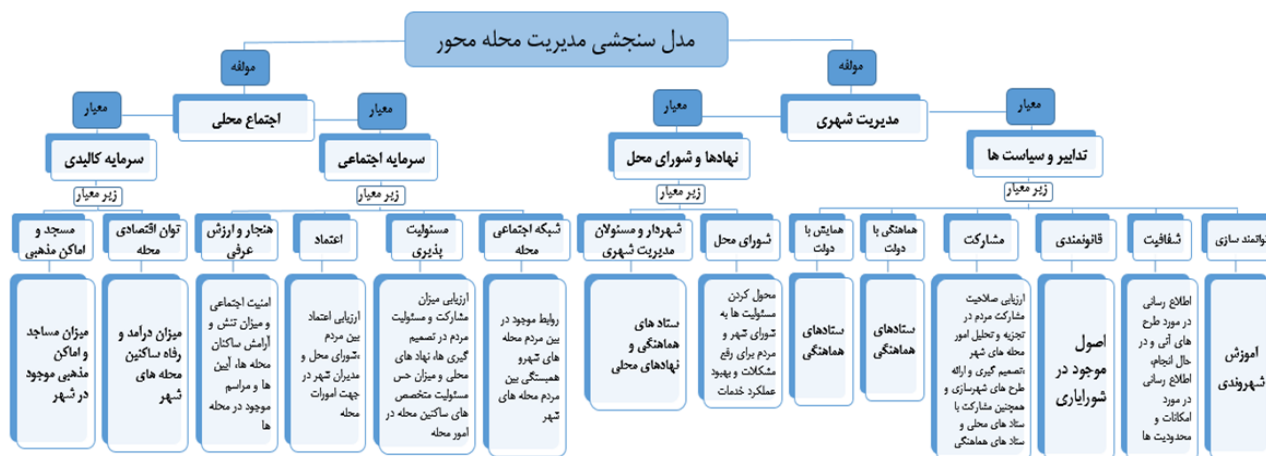 مدل سنجشی مدیریت محله محور
مولفه
مولفه
معیار
معیار
معیار
معیار
مدیریت شهری
اجتماع محلی
تدابیر و سیاست ها
نهادها و شورای محل
سرمایه اجتماعی
سرمایه کالبدی
زیر معیار
زیر معیار
زیر معیار
زیر معیار
واتمند سازی
شفافیت
قانونمندی
مشارکت
هماهنگی با
دولت
همایش با
دولت
شورای محل
شهردار و مسئولان
مدیریت شهری
شبکه اجتماعی
محله
مسئولیت
پذیری
اعتماد
هنجار و ارزش
عرفی
توان اقتصادی
محله
مسجد و
اماکن مذهبی
آموزش
شهروندی
اطلاع رسانی
در مورد طرح
های آتی و در
حال انجام،
اطلاع رسانی
در مورد
امکانات و
محدودیت ها
اصول
موجود در
شورایاری
ارزیابی صلاحیت
مشارکت مردم در
تجزیه و تحلیل امور
محله های شهر
،تصمیم گیری و ارائه
طرح های شهرسازی و
همچنین مشارکت با
ستاد های محلی و
ستاد های هماهنگی
ستادهای
هماهنگی
ستادهای
هماهنگی
محول کردن
مسئولیت ها به
شورای شهر و
مردم برای رفع
مشکلات و بهبود
عملکرد خدمات
ستاد های
هماهنگی و
نهادهای محلی
روابط موجود در
بین مردم محله
های شهرو
همبستگی بین
مردم محله های
شهر
ارزیابی میزان
مشارکت و مسئولیت
مردم در تصمیم
گیری ها، نهاد های
محلی و میزان حس
مسئولیت متخصص
های ساکنین محله در
امور محله
ارزیابی اعتماد
بین مردم
،شورای محل و
مدیران شهر در
جهت امورات
محله
امنیت اجتماعی
و میزان تنش و
آرامش ساکنان
محله ها، آیین
ها و مراسم
موجود در محله
ها
میزان درآمد و
رفاه ساکنین
محله های
شهر
میزان مساجد
و اماکن
مذهبی موجود
در شهر